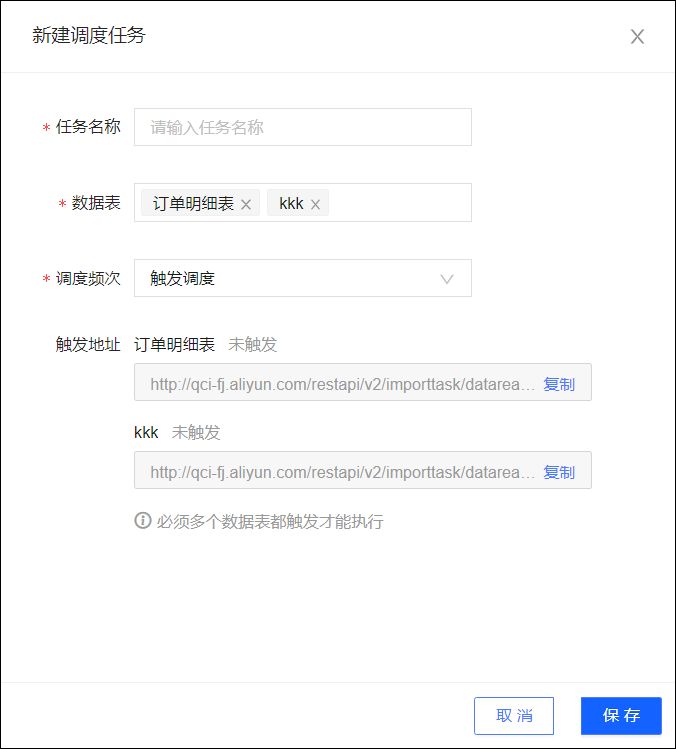 新建调度任务
* 任务名称 请输入任务名称
* 数据表 订单明细表 kkk
* 调度频次 触发调度
触发地址 订单明细表 未触发
http://qci-fj.aliyun.com/restapi/v2/importtask/datarea... 复制
kkk 未触发
http://qci-fj.aliyun.com/restapi/v2/importtask/datarea... 复制
必须多个数据表都触发才能执行
取 消 保 存